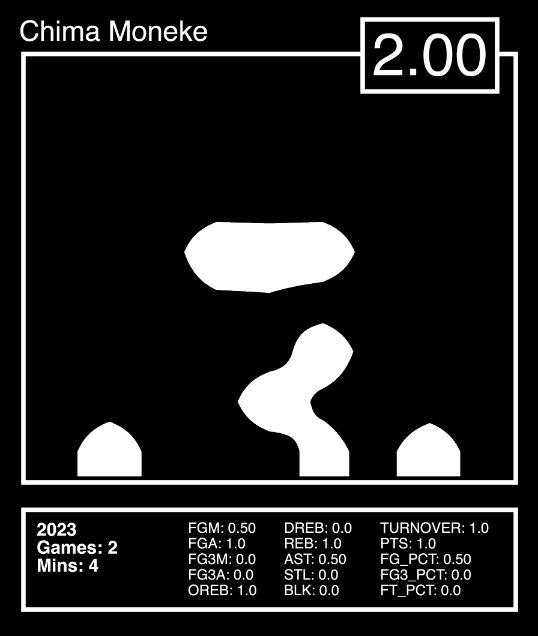 Chima Moneke
2.00
2023
Games: 2
Mins: 4
FGM: 0.50
FGA: 1.0
FG3M: 0.0
FG3A: 0.0
OREB: 1.0
DREB: 0.0
REB: 1.0
AST: 0.50
STL: 0.0
BLK: 0.0
TURNOVER: 1.0
PTS: 1.0
FG_PCT: 0.50
FG3_PCT: 0.0
FT_PCT: 0.0